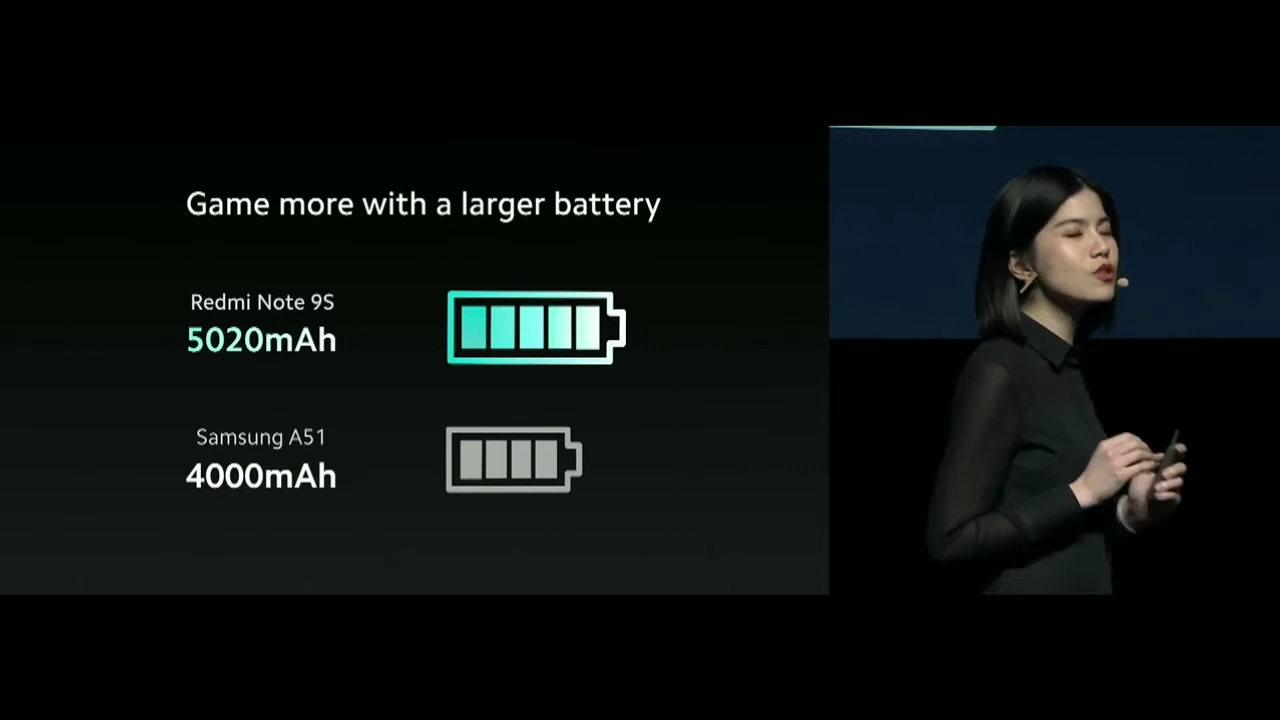 Game more with a larger battery
Redmi Note 9S
5020mAh
Samsung A51
4000mAh